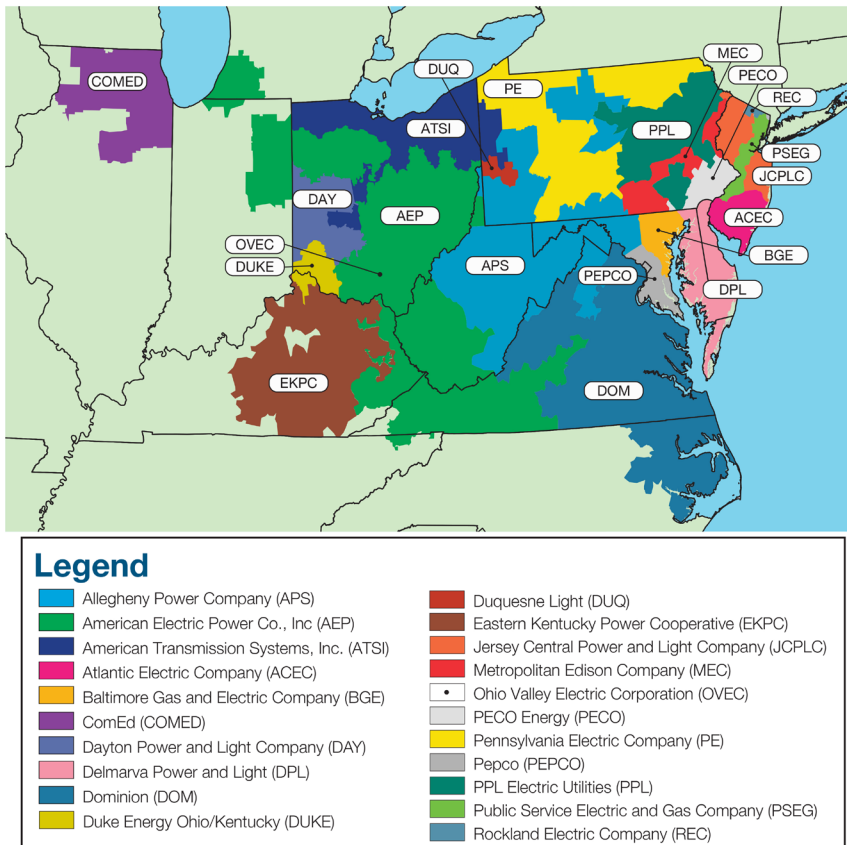 MEC
DUQ
PECO
COMED
PE
REC
ATSI
PPL
PSEG
JCPLC
DAY
AEP
ACEC
OVEC
BGE
DUKE
APS
PEPCO
DPL
EKPC
DOM
Legend
Allegheny Power Company (APS)
American Electric Power Co., Inc (AEP)
American Transmission Systems, Inc. (ATSI)
Atlantic Electric Company (ACEC)
Baltimore Gas and Electric Company (BGE)
ComEd (COMED)
Dayton Power and Light Company (DAY)
Delmarva Power and Light (DPL)
Dominion (DOM)
Duke Energy Ohio/Kentucky (DUKE)
Duquesne Light (DUQ)
Eastern Kentucky Power Cooperative (EKPC)
Jersey Central Power and Light Company (JCPLC)
Metropolitan Edison Company (MEC)
Ohio Valley Electric Corporation (OVEC)
PECO Energy (PECO)
Pennsylvania Electric Company (PE)
Pepco (PEPCO)
PPL Electric Utilities (PPL)
Public Service Electric and Gas Company (PSEG)
Rockland Electric Company (REC)